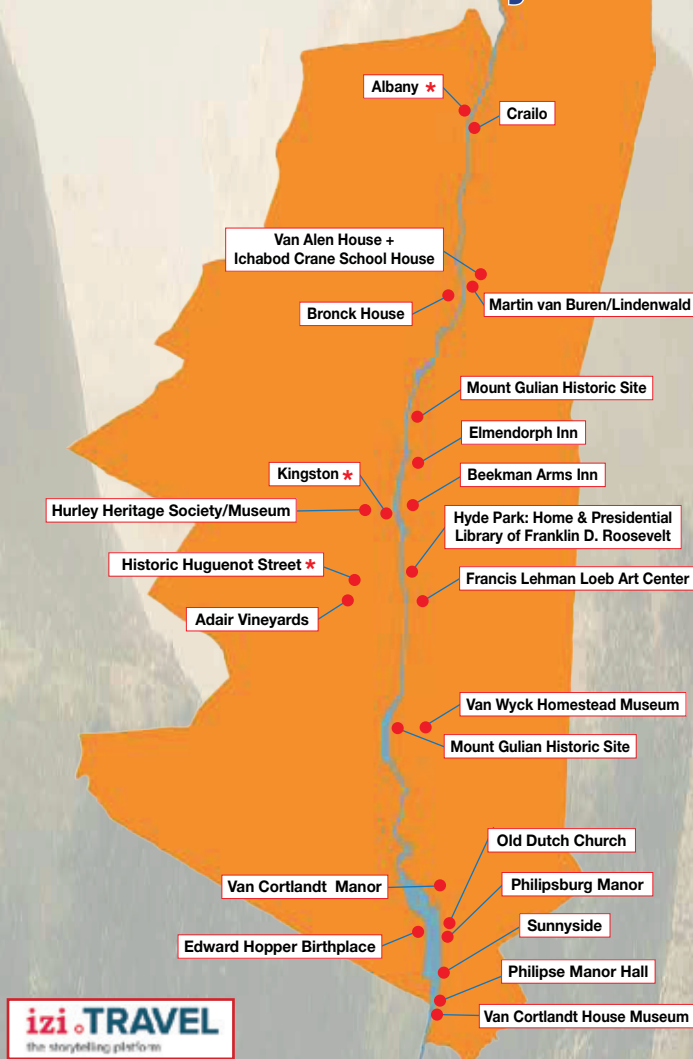 Albany *
Crailo
Van Alen House +
Ichabod Crane School House
Martin van Buren/Lindenwald
Bronck House
Mount Gulian Historic Site
Elmendorph Inn
Kingston *
Beekman Arms Inn
Hurley Heritage Society/Museum
Hyde Park: Home & Presidential
Library of Franklin D. Roosevelt
Historic Huguenot Street *
Francis Lehman Loeb Art Center
Adair Vineyards
Van Wyck Homestead Museum
Mount Gulian Historic Site
Old Dutch Church
Van Cortlandt Manor
Philipsburg Manor
Sunnyside
Edward Hopper Birthplace
Philipse Manor Hall
Van Cortlandt House Museum
izi.TRAVEL
the storytelling platform